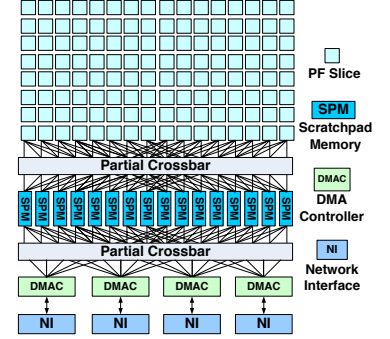 PF Slice
SPM
Scratchpad
Memory
Partial Crossbar
SPM SPM SPM SPM SPM SPM SPM SPM SPM SPM SPM SPM SPM SPM SPM SPM
DMAC
DMA
Controller
Partial Crossbar
NI
Network
Interface
DMAC DMAC DMAC DMAC
NI NI NI NI